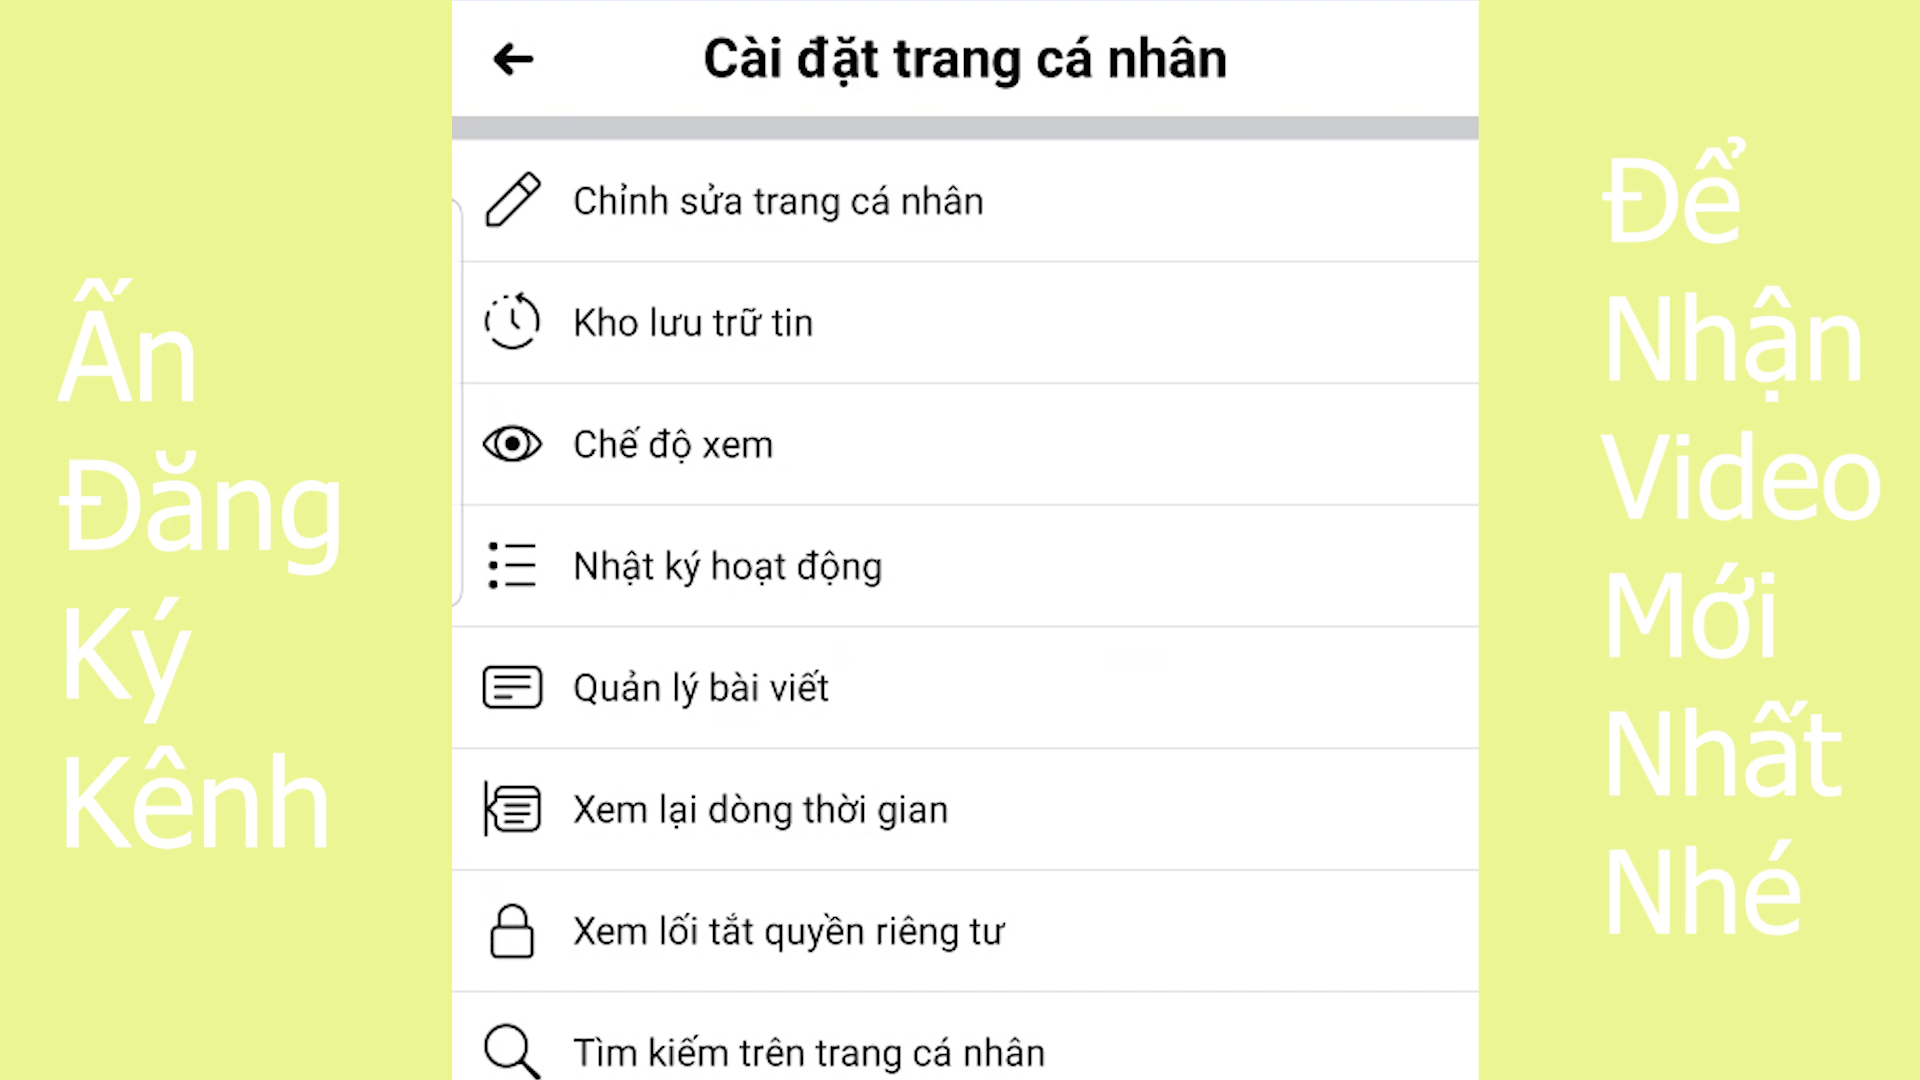 Ấn
Đăng
Ký
Kênh
Cài đặt trang cá nhân
Chỉnh sửa trang cá nhân
Kho lưu trữ tin
Chế độ xem
Nhật ký hoạt động
Quản lý bài viết
Xem lại dòng thời gian
Xem lối tắt quyền riêng tư
Tìm kiếm trên trang cá nhân
Để
Nhận
Video
Mới
Nhất
Nhé